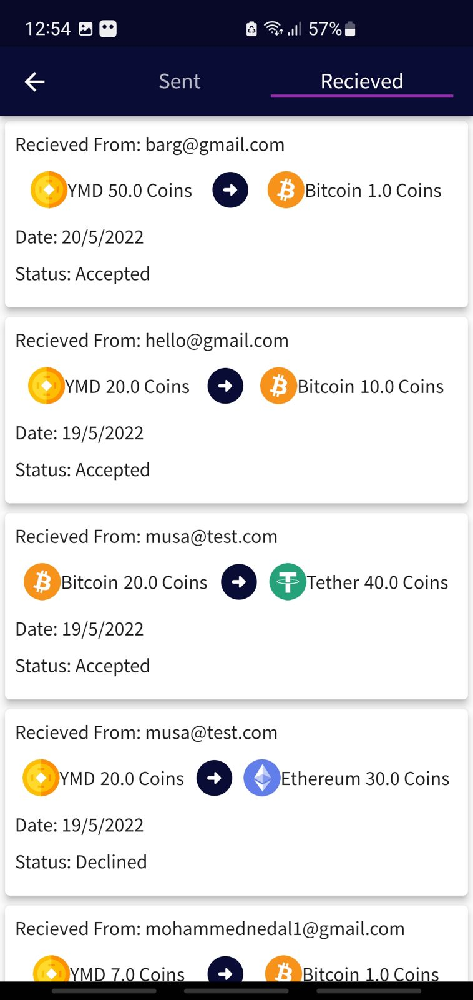 12:54 57%
Sent Recieved
Recieved From: barg@gmail.com
YMD 50.0 Coins Bitcoin 1.0 Coins
Date: 20/5/2022
Status: Accepted
Recieved From: hello@gmail.com
YMD 20.0 Coins Bitcoin 10.0 Coins
Date: 19/5/2022
Status: Accepted
Recieved From: musa@test.com
Bitcoin 20.0 Coins Tether 40.0 Coins
Date: 19/5/2022
Status: Accepted
Recieved From: musa@test.com
YMD 20.0 Coins Ethereum 30.0 Coins
Date: 19/5/2022
Status: Declined
Recieved From: mohammednedal1@gmail.com
YMD 7.0 Coins Bitcoin 1.0 Coins